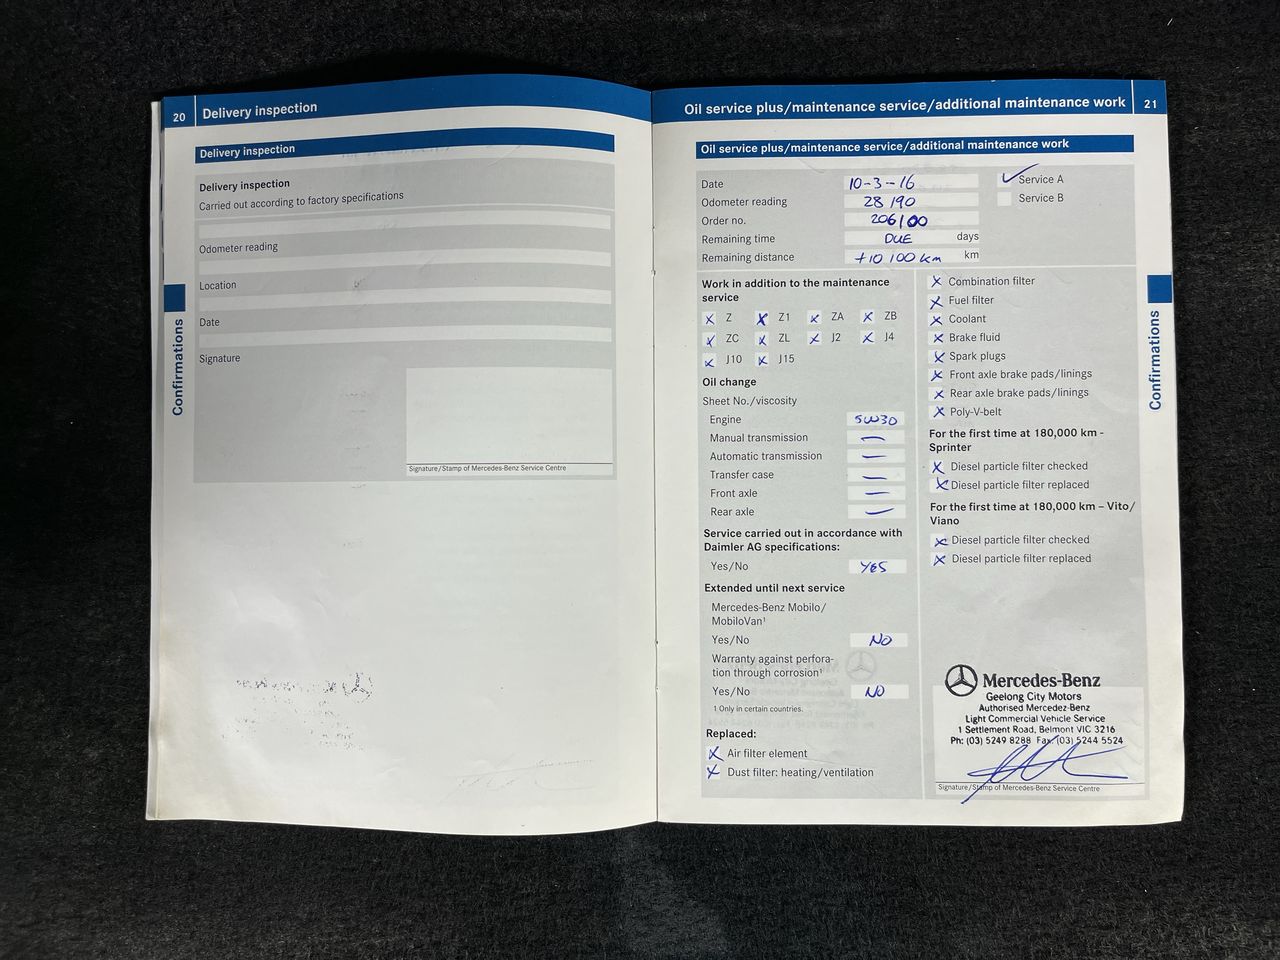 20 Delivery inspection
Delivery inspection
Delivery inspection
Carried out according to factory specifications
Odometer reading
Location
Date
Signature
Signature/Stamp of Mercedes-Benz Service Centre
Confirmations
Oil service plus/maintenance service/additional maintenance work 21
Oil service plus/maintenance service/additional maintenance work
Date 10-3-16
Odometer reading 28 190
Order no. 206100
Remaining time DUE days
Remaining distance +10 100 km km
✓ Service A
Service B
Work in addition to the maintenance
service
x Z x Z1 x ZA x ZB
x ZC x ZL x J2 x J4
x J10 x J15
Oil change
Sheet No./viscosity
Engine 5W30
Manual transmission —
Automatic transmission —
Transfer case —
Front axle —
Rear axle —
Service carried out in accordance with
Daimler AG specifications:
Yes/No YES
Extended until next service
Mercedes-Benz Mobilo/
MobiloVan¹
Yes/No NO
Warranty against perfora-
tion through corrosion¹
Yes/No NO
1 Only in certain countries.
Replaced:
x Air filter element
x Dust filter: heating/ventilation
x Combination filter
x Fuel filter
x Coolant
x Brake fluid
x Spark plugs
x Front axle brake pads/linings
x Rear axle brake pads/linings
x Poly-V-belt
For the first time at 180,000 km -
Sprinter
x Diesel particle filter checked
x Diesel particle filter replaced
For the first time at 180,000 km – Vito/
Viano
x Diesel particle filter checked
x Diesel particle filter replaced
Mercedes-Benz
Geelong City Motors
Authorised Mercedez-Benz
Light Commercial Vehicle Service
1 Settlement Road, Belmont VIC 3216
Ph: (03) 5249 8288 Fax: (03) 5244 5524
Signature/Stamp of Mercedes-Benz Service Centre
Confirmations